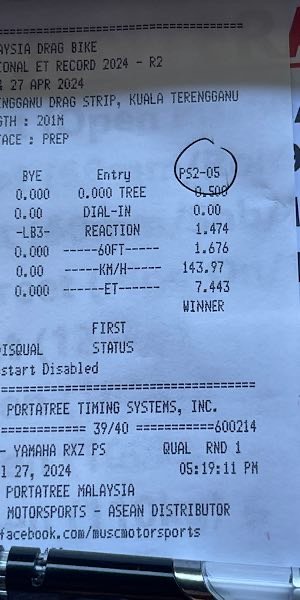 =====================================
AYSIA DRAG BIKE
IONAL ET RECORD 2024 - R2
& 27 APR 2024
ENGGANU DRAG STRIP, KUALA TERENGGANU
GTH : 201M
FACE : PREP
BYE Entry PS2-05
0.000 0.000 TREE 0.500
0.00 DIAL-IN 0.00
-LB3- REACTION 1.474
0.000 ------60FT------ 1.676
0.00 ------KM/H------ 143.97
0.000 -------ET------- 7.443
WINNER
FIRST
DISQUAL STATUS
start Disabled
=====================================
PORTATREE TIMING SYSTEMS, INC.
============ 39/40 ===========600214
- YAMAHA RXZ PS QUAL RND 1
l 27, 2024 05:19:11 PM
PORTATREE MALAYSIA
MOTORSPORTS - ASEAN DISTRIBUTOR
facebook.com/muscmotorsports